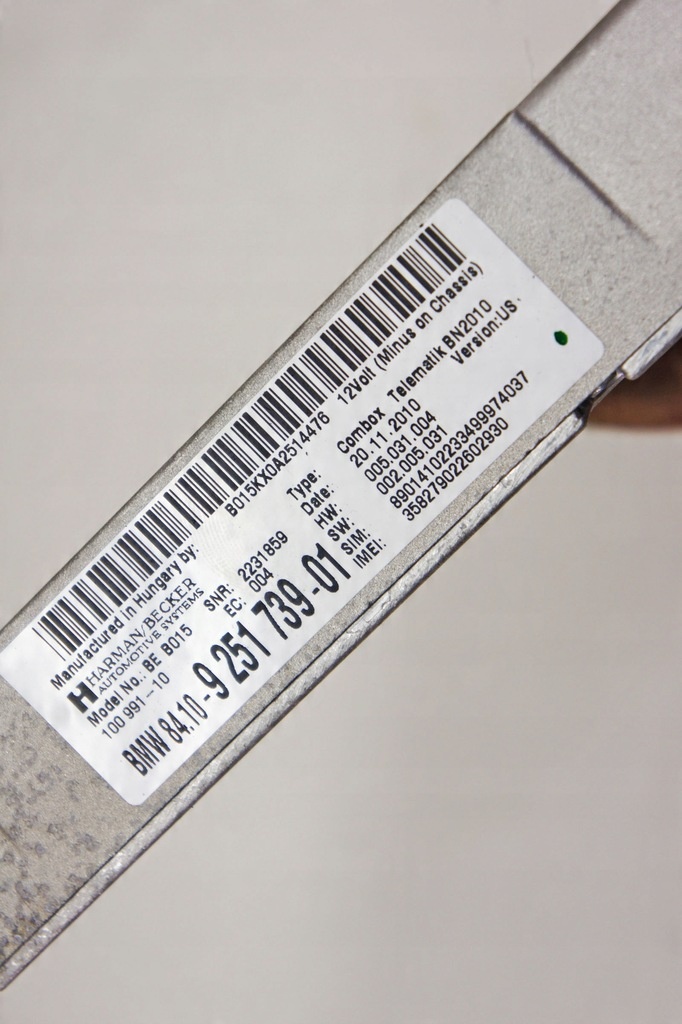 B015KX0A2514476 12Volt (Minus on Chassis)
Manufactured in Hungary by:
HARMAN/BECKER
AUTOMOTIVE SYSTEMS
Model No.: BE B015
100 991-10
SNR: 2231859
EC: 004
BMW 84.10-9 251 739-01
Type: Combox Telematik BN2010
Version:US
Date: 20.11.2010
HW: 005.031.004
SW: 002.005.031
SIM: 89014102233499974037
IMEI: 358279022602930